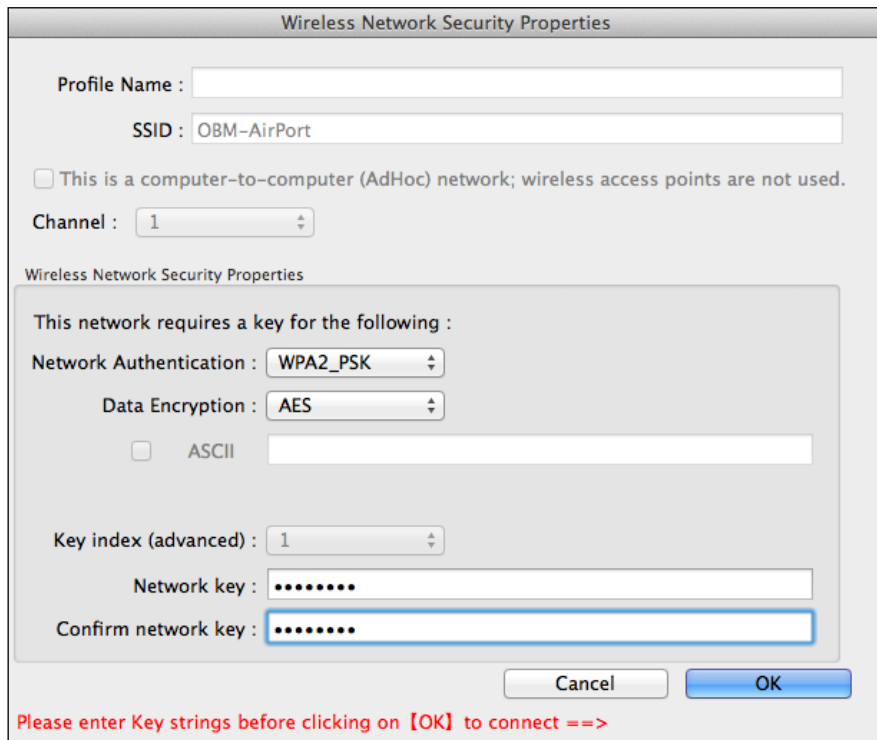 Wireless Network Security Properties
Profile Name :
SSID : OBM-AirPort
This is a computer-to-computer (AdHoc) network; wireless access points are not used.
Channel : 1
Wireless Network Security Properties
This network requires a key for the following :
Network Authentication : WPA2_PSK
Data Encryption : AES
ASCII
Key index (advanced) : 1
Network key : ••••••••
Confirm network key : ••••••••
Cancel OK
Please enter Key strings before clicking on【OK】to connect ==>